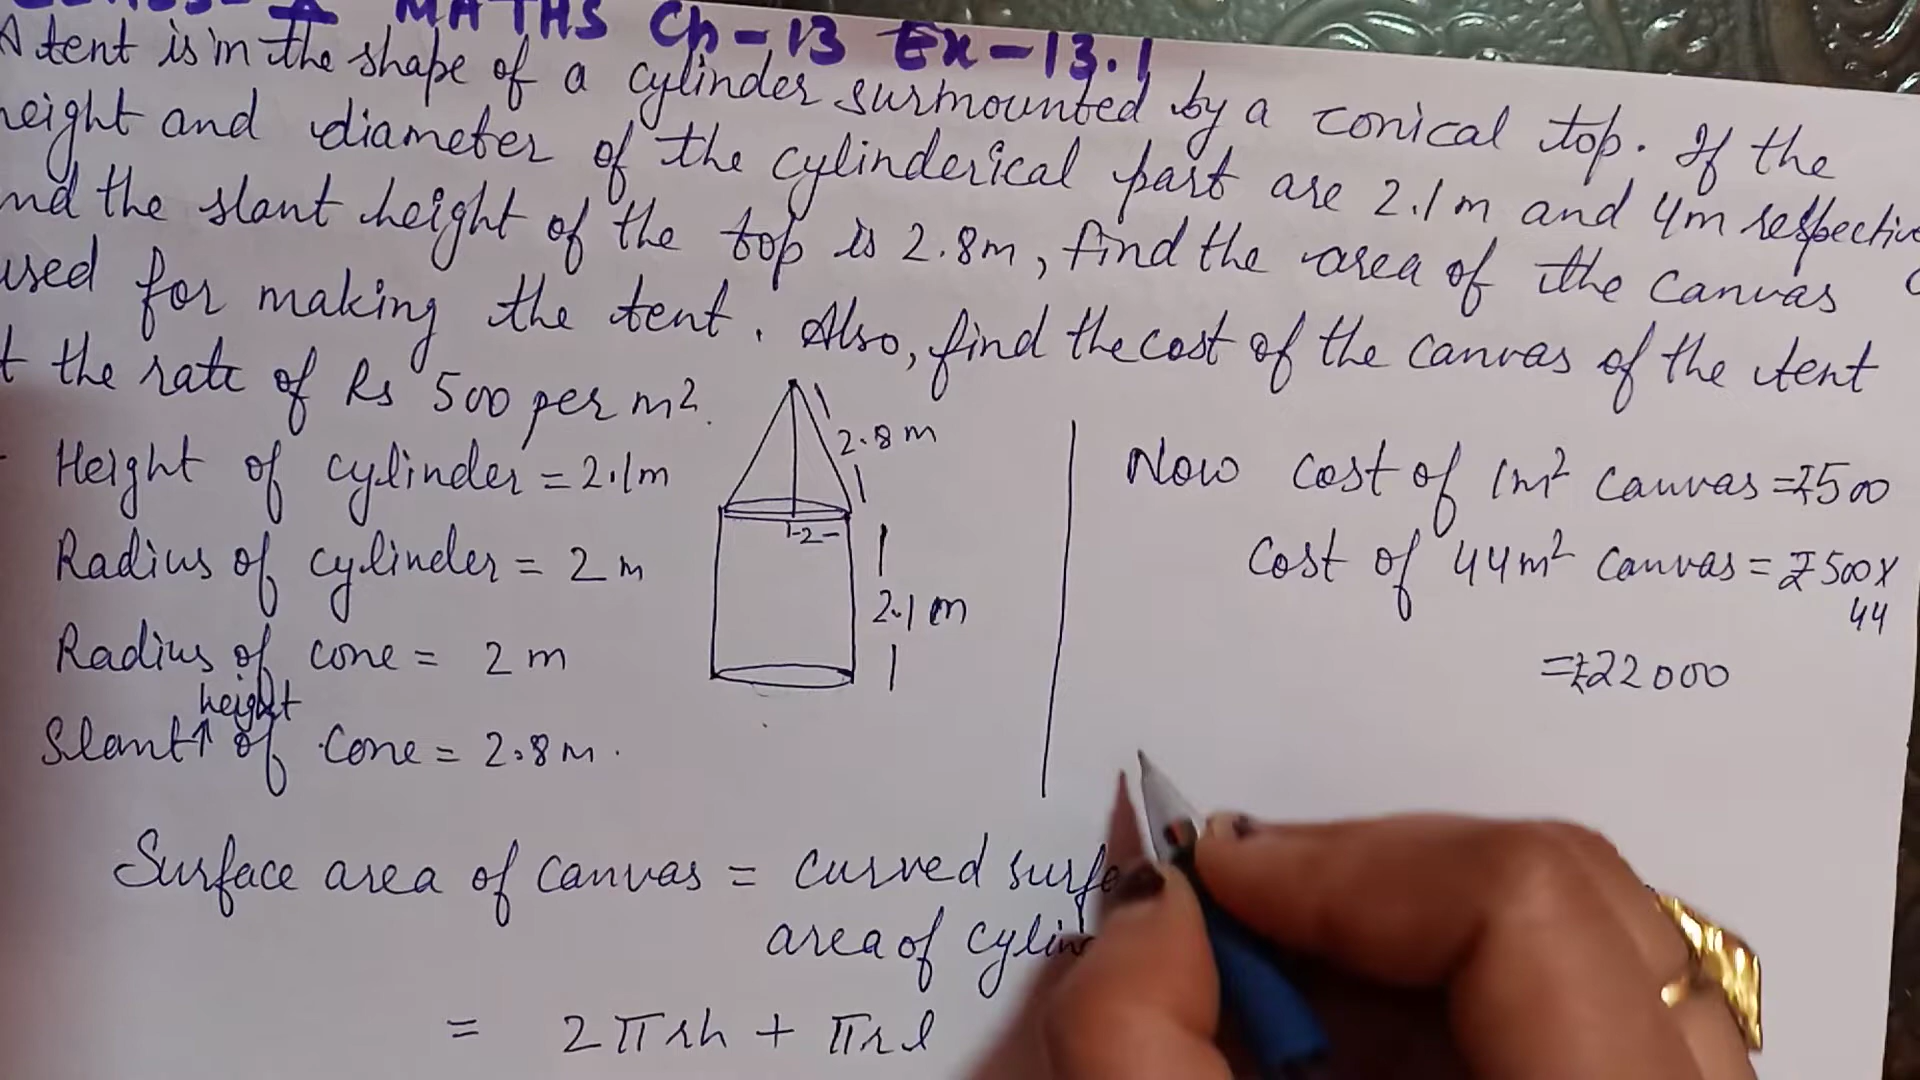 MATHS Ch-13 Ex-13.1
A tent is in the shape of a cylinder surmounted by a conical top. If the
height and diameter of the cylinderical part are 2.1m and 4m respective
and the slant height of the top is 2.8m, find the area of the canvas
used for making the tent. Also, find the cost of the canvas of the tent
t the rate of Rs 500 per m².
Height of cylinder = 2.1m
Radius of cylinder = 2m
Radius of cone = 2m
height
Slant↑ of cone = 2.8m.
2.8m
-2-
2.1m
Now cost of 1m² canvas = ₹500
Cost of 44m² canvas = ₹500×
44
= ₹22000
Surface area of canvas = curved surfa
area of cylin
= 2πrh + πrl